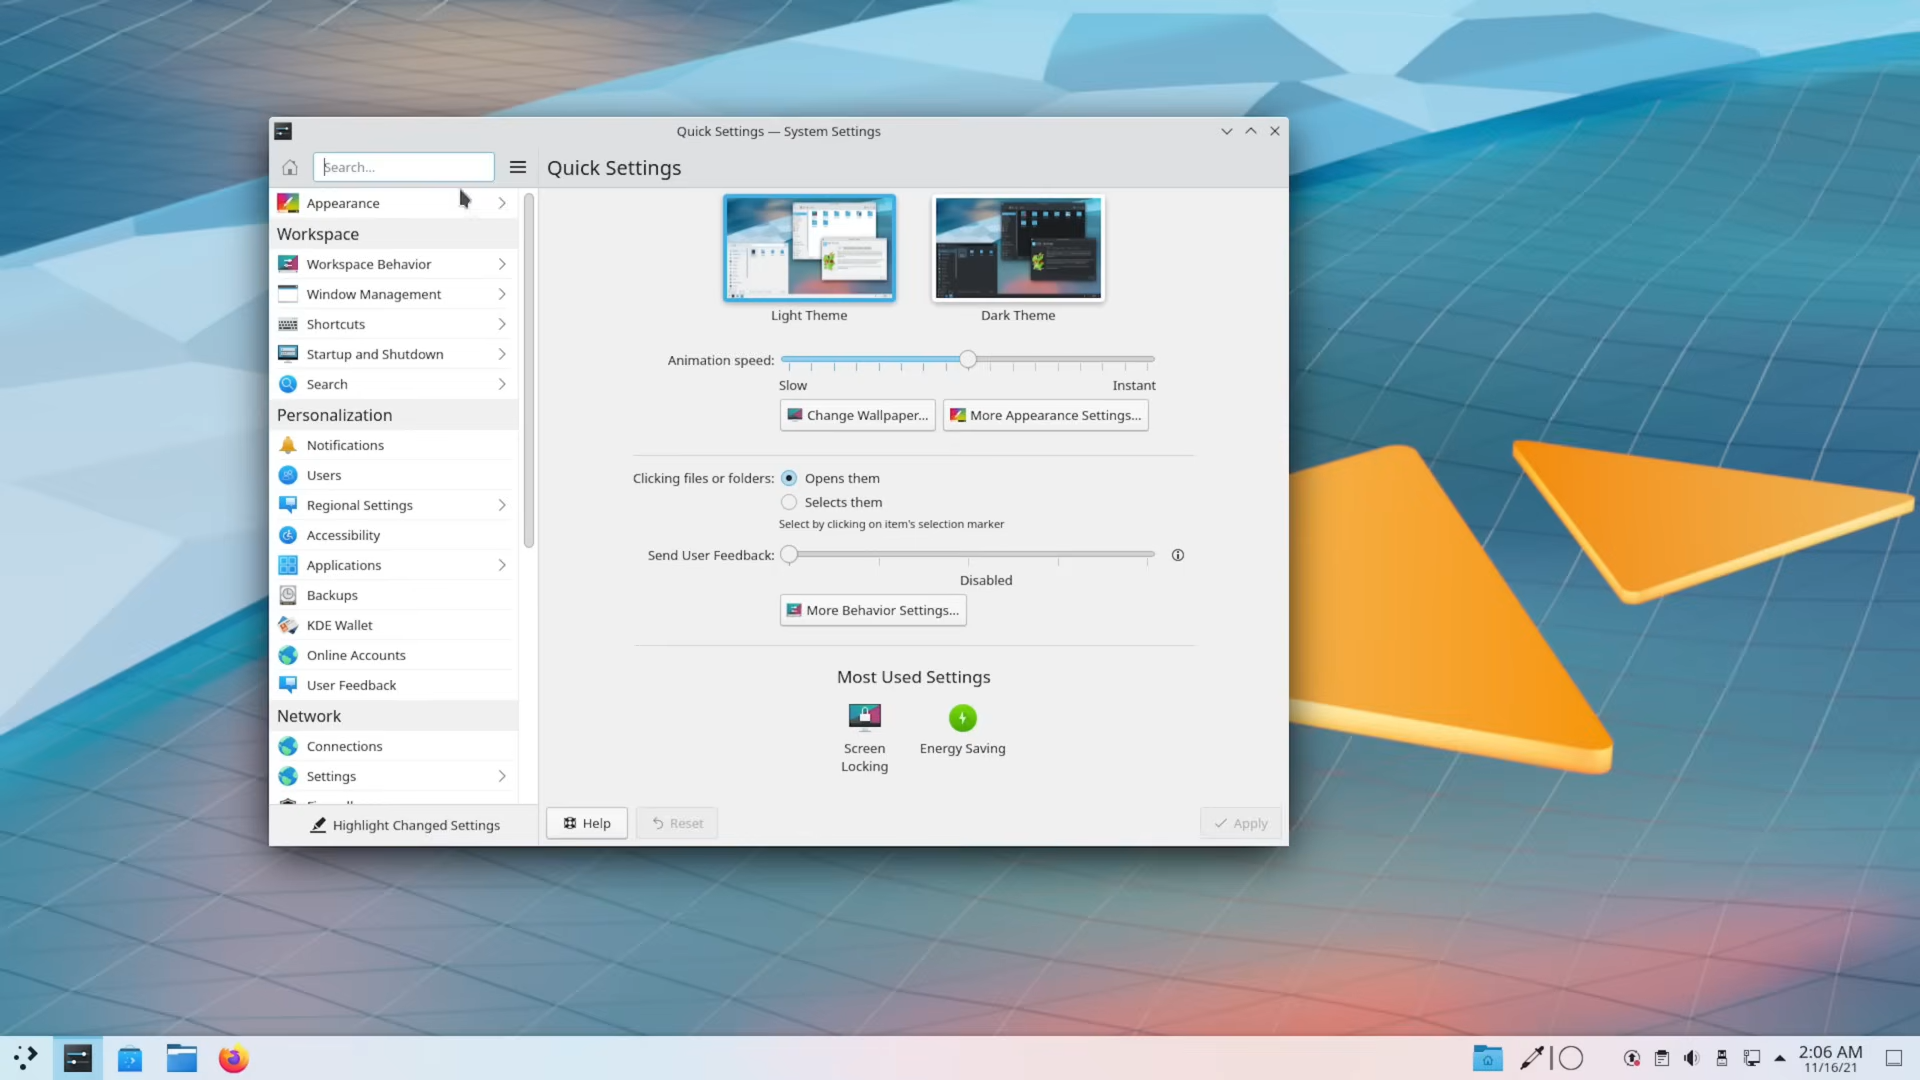 Quick Settings — System Settings
Search...
Quick Settings
Appearance
Workspace
Workspace Behavior
Window Management
Shortcuts
Startup and Shutdown
Search
Personalization
Notifications
Users
Regional Settings
Accessibility
Applications
Backups
KDE Wallet
Online Accounts
User Feedback
Network
Connections
Settings
Highlight Changed Settings
Light Theme
Dark Theme
Animation speed:
Slow
Instant
Change Wallpaper...
More Appearance Settings...
Clicking files or folders:
Opens them
Selects them
Select by clicking on item's selection marker
Send User Feedback:
Disabled
More Behavior Settings...
Most Used Settings
Screen
Locking
Energy Saving
Help
Reset
Apply
2:06 AM
11/16/21